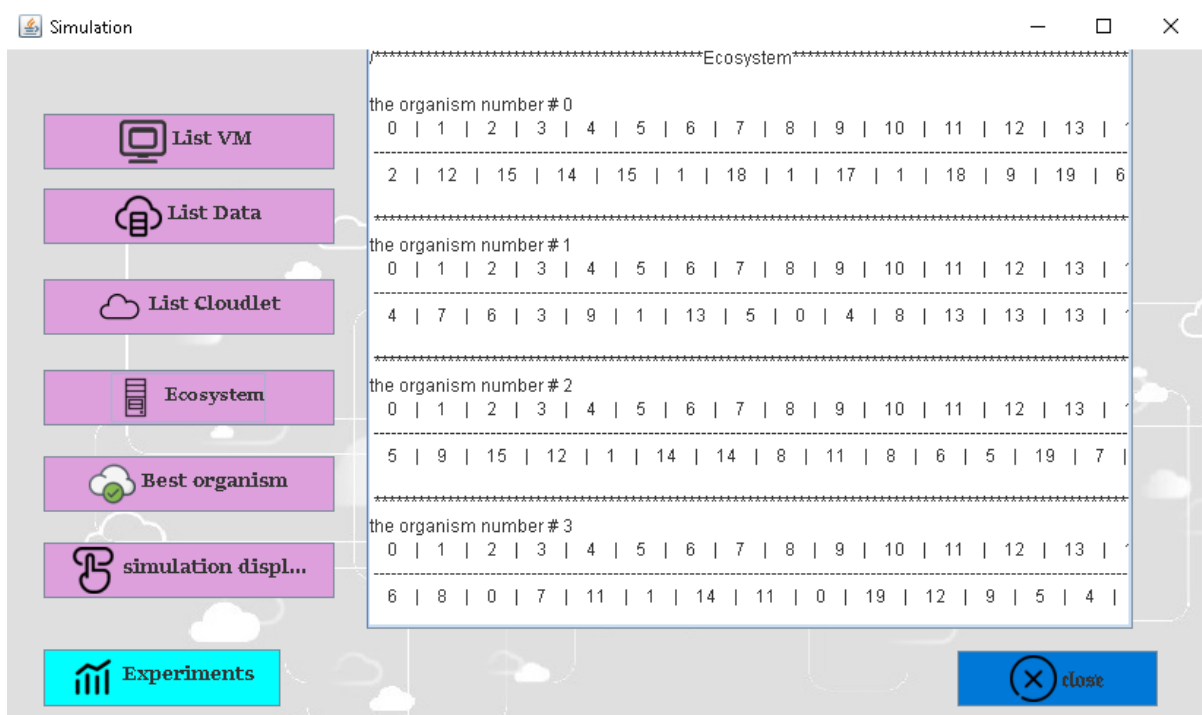 Simulation
/*******************************************Ecosystem********************************************
the organism number # 0
0 | 1 | 2 | 3 | 4 | 5 | 6 | 7 | 8 | 9 | 10 | 11 | 12 | 13 |
2 | 12 | 15 | 14 | 15 | 1 | 18 | 1 | 17 | 1 | 18 | 9 | 19 | 6
the organism number # 1
0 | 1 | 2 | 3 | 4 | 5 | 6 | 7 | 8 | 9 | 10 | 11 | 12 | 13 |
4 | 7 | 6 | 3 | 9 | 1 | 13 | 5 | 0 | 4 | 8 | 13 | 13 | 13 |
the organism number # 2
0 | 1 | 2 | 3 | 4 | 5 | 6 | 7 | 8 | 9 | 10 | 11 | 12 | 13 |
5 | 9 | 15 | 12 | 1 | 14 | 14 | 8 | 11 | 8 | 6 | 5 | 19 | 7 |
the organism number # 3
0 | 1 | 2 | 3 | 4 | 5 | 6 | 7 | 8 | 9 | 10 | 11 | 12 | 13 |
6 | 8 | 0 | 7 | 11 | 1 | 14 | 11 | 0 | 19 | 12 | 9 | 5 | 4 |
List VM
List Data
List Cloudlet
Ecosystem
Best organism
simulation displ...
Experiments
close